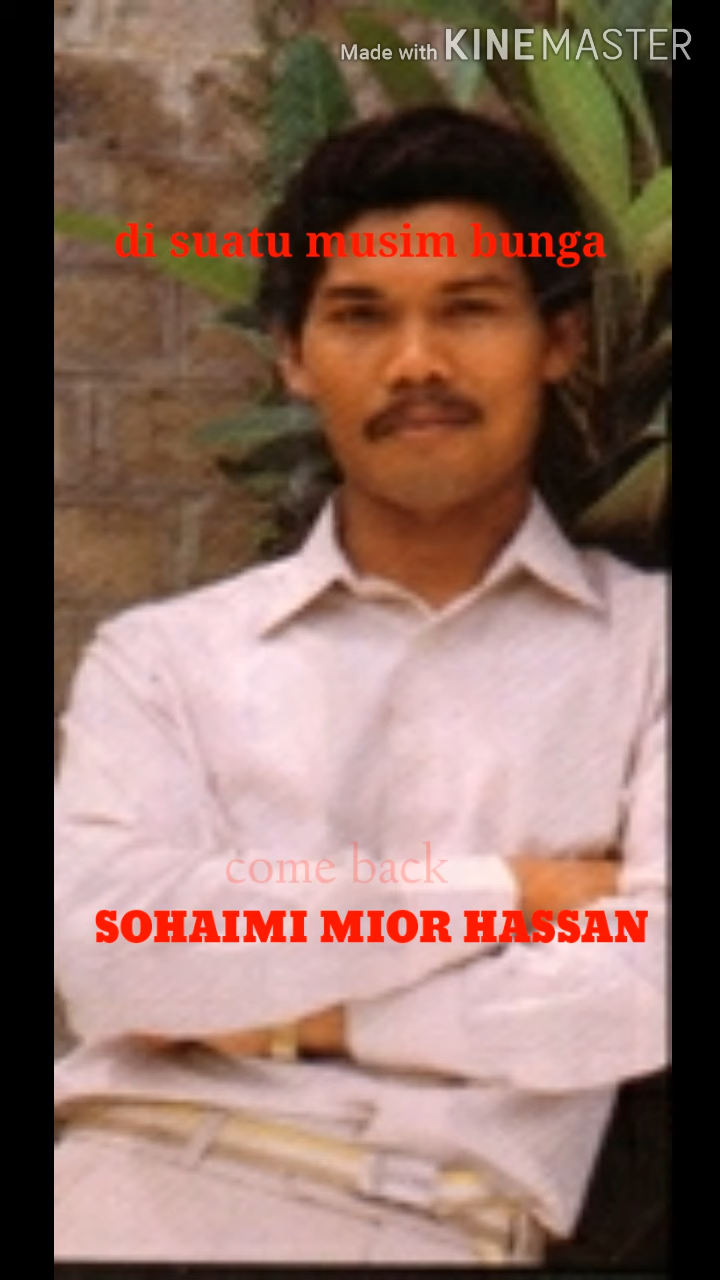 Made with KINEMASTER
di suatu musim bunga
come back
SOHAIMI MIOR HASSAN